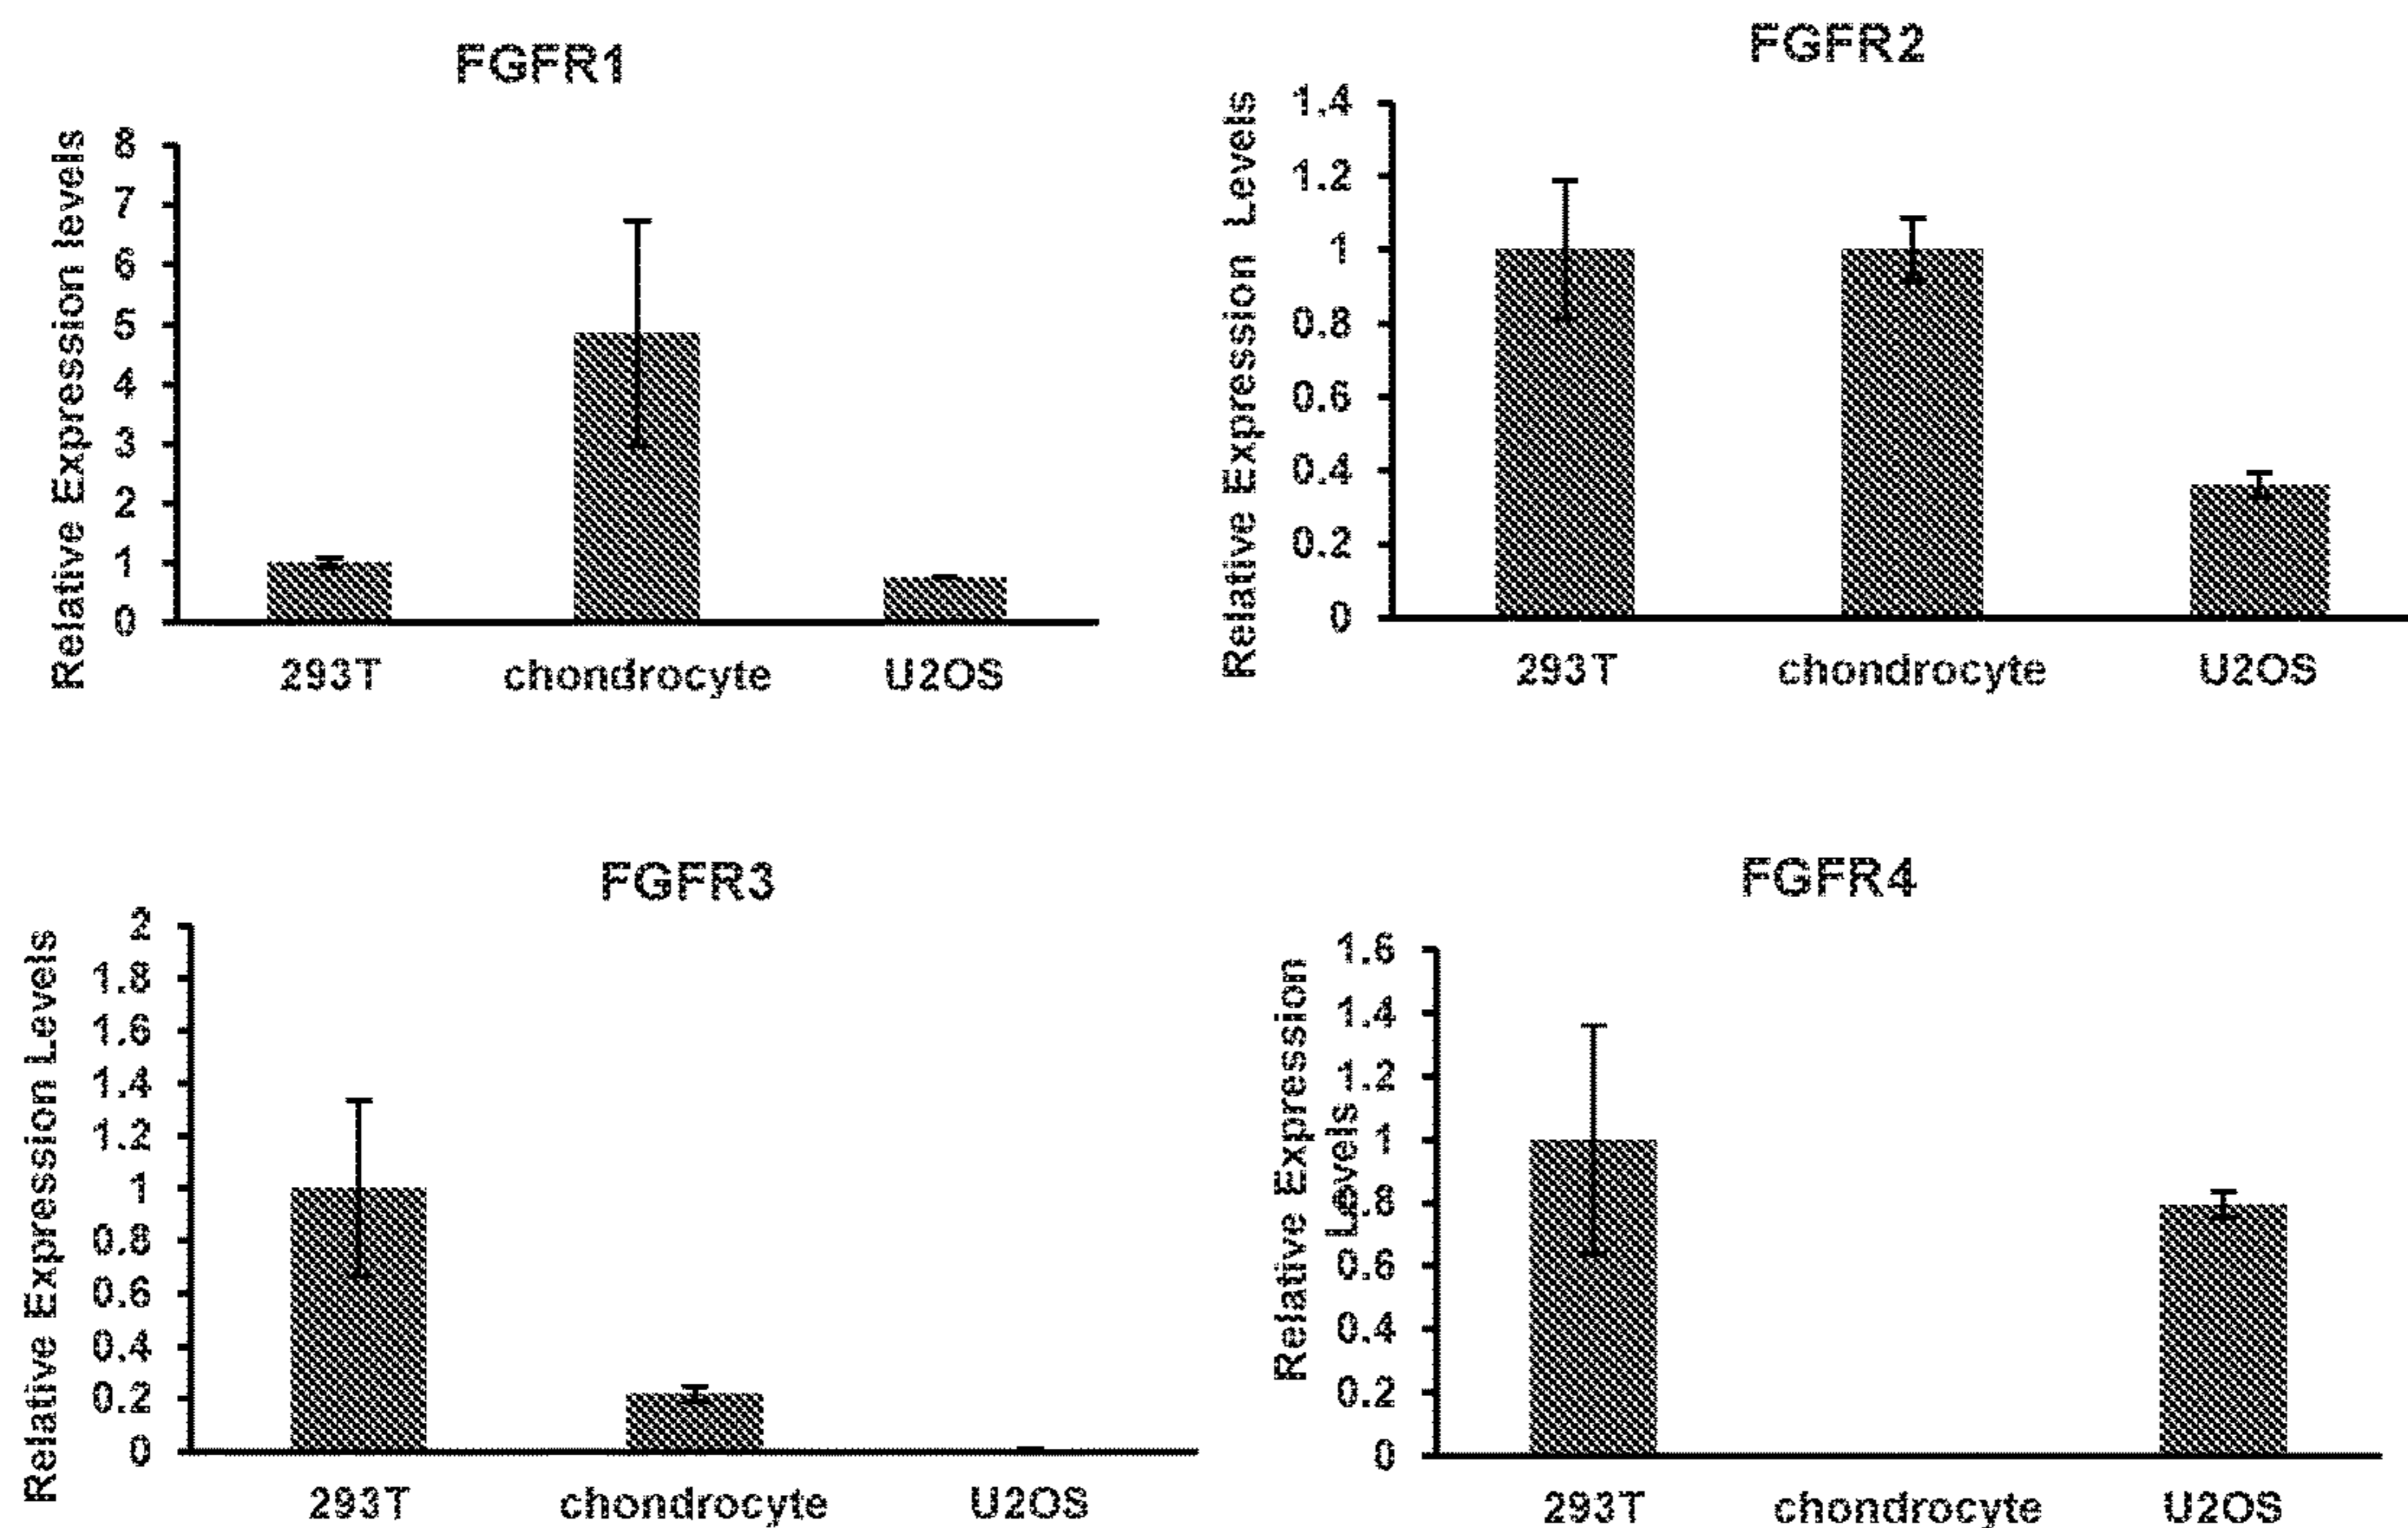 FGFR1
Relative Expression levels
8
7
6
5
4
3
2
1
0
293T chondrocyte U2OS
FGFR2
Relative Expression Levels
1.4
1.2
1
0.8
0.6
0.4
0.2
0
293T chondrocyte U2OS
FGFR3
Relative Expression Levels
2
1.8
1.6
1.4
1.2
1
0.8
0.6
0.4
0.2
0
293T chondrocyte U2OS
FGFR4
Relative Expression
Levels
1.6
1.4
1.2
1
0.8
0.6
0.4
0.2
0
293T chondrocyte U2OS